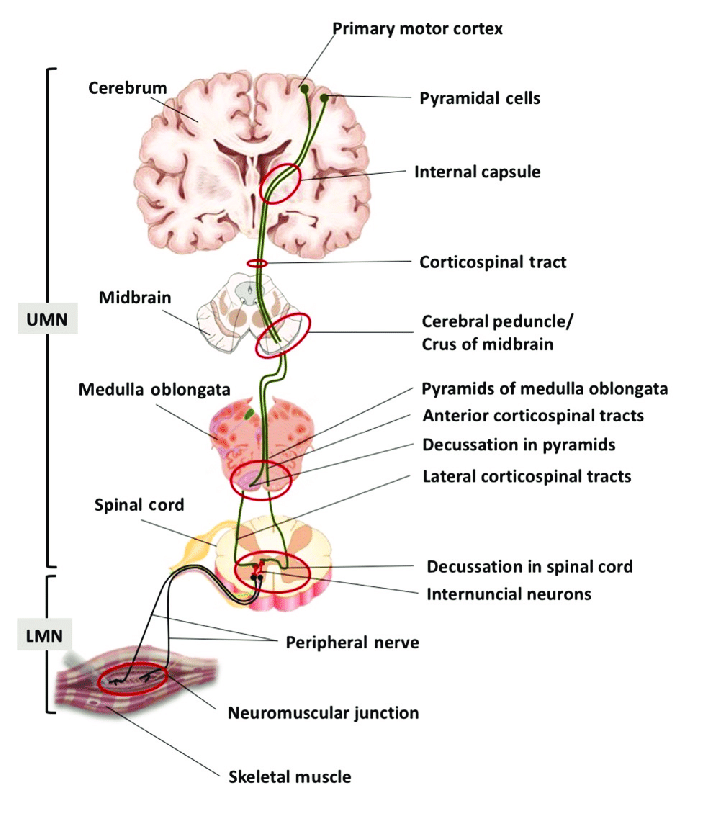 Primary motor cortex
Cerebrum
Pyramidal cells
Internal capsule
Corticospinal tract
Midbrain
UMN
Cerebral peduncle/
Crus of midbrain
Medulla oblongata
Pyramids of medulla oblongata
Anterior corticospinal tracts
Decussation in pyramids
Lateral corticospinal tracts
Spinal cord
Decussation in spinal cord
Internuncial neurons
LMN
Peripheral nerve
Neuromuscular junction
Skeletal muscle